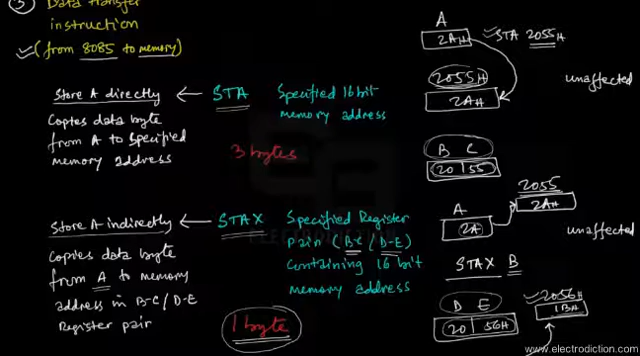 3 Data transfer
instruction
(from 8085 to memory)
Store A directly ← STA Specified 16 bit
memory address
Copies data byte
from A to specified
memory address
3 bytes
Store A indirectly ← STAX Specified Register
pair (B-C / D-E)
containing 16 bit
memory address
Copies data byte
from A to memory
address in B-C / D-E
Register pair
1 byte
A
2AH
STA 2055H
2055H
2AH
unaffected
B C
20 55
2055
2AH
A
2A
unaffected
STAX B
D E
20 56H
2056H
1BH
ELECTRODICTION
www.electrodiction.com